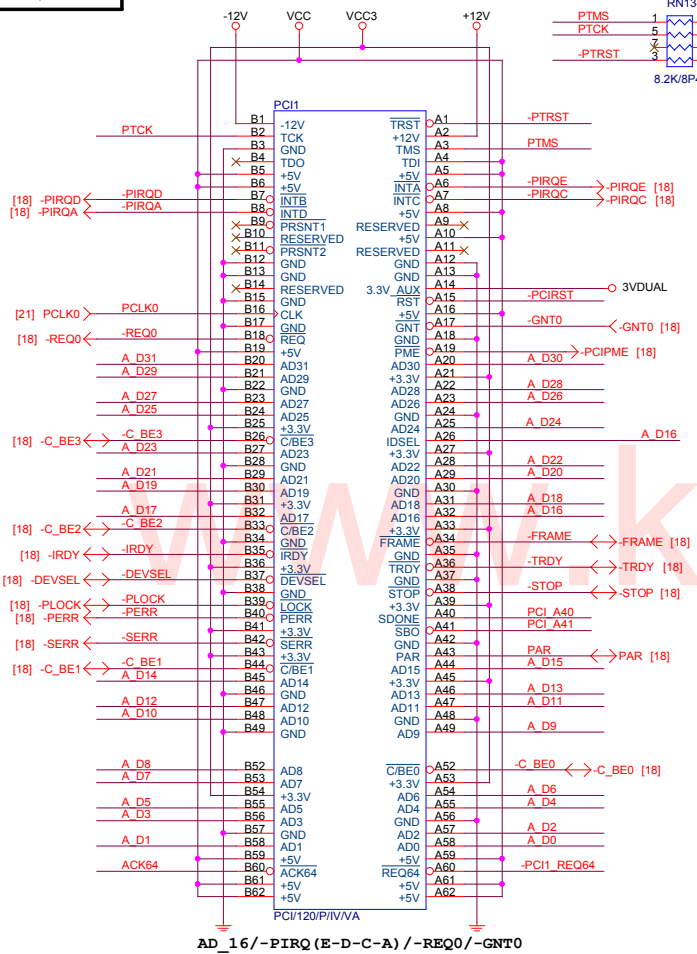 RN13
-12V VCC VCC3 +12V
PTMS 1
PTCK 5
7
-PTRST 3
8.2K/8P4
PCI1
B1 -12V TRST A1 -PTRST
PTCK B2 TCK +12V A2
B3 GND TMS A3 PTMS
B4 TDO TDI A4
B5 +5V +5V A5
B6 +5V INTA A6 -PIRQE -PIRQE [18]
[18] -PIRQD -PIRQD B7 INTB INTC A7 -PIRQC -PIRQC [18]
[18] -PIRQA -PIRQA B8 INTD +5V A8
B9 PRSNT1 RESERVED A9
B10 RESERVED +5V A10
B11 PRSNT2 RESERVED A11
B12 GND GND A12
B13 GND GND A13
B14 RESERVED 3.3V_AUX A14 3VDUAL
B15 GND RST A15 -PCIRST
[21] PCLK0 PCLK0 B16 CLK +5V A16
B17 GND GNT A17 -GNT0 -GNT0 [18]
[18] -REQ0 -REQ0 B18 REQ GND A18
B19 +5V PME A19 -PCIPME [18]
A_D31 B20 AD31 AD30 A20 A_D30
A_D29 B21 AD29 +3.3V A21
B22 GND AD28 A22 A_D28
A_D27 B23 AD27 AD26 A23 A_D26
A_D25 B24 AD25 GND A24
B25 +3.3V AD24 A25 A_D24
[18] -C_BE3 -C_BE3 B26 C/BE3 IDSEL A26 A_D16
A_D23 B27 AD23 +3.3V A27
B28 GND AD22 A28 A_D22
A_D21 B29 AD21 AD20 A29 A_D20
A_D19 B30 AD19 GND A30
B31 +3.3V AD18 A31 A_D18
A_D17 B32 AD17 AD16 A32 A_D16
[18] -C_BE2 -C_BE2 B33 C/BE2 +3.3V A33
B34 GND FRAME A34 -FRAME -FRAME [18]
[18] -IRDY -IRDY B35 IRDY GND A35
B36 +3.3V TRDY A36 -TRDY -TRDY [18]
[18] -DEVSEL -DEVSEL B37 DEVSEL GND A37
B38 GND STOP A38 -STOP -STOP [18]
[18] -PLOCK -PLOCK B39 LOCK +3.3V A39
[18] -PERR -PERR B40 PERR SDONE A40 PCI_A40
B41 +3.3V SBO A41 PCI_A41
[18] -SERR -SERR B42 SERR GND A42
B43 +3.3V PAR A43 PAR PAR [18]
[18] -C_BE1 -C_BE1 B44 C/BE1 AD15 A44 A_D15
A_D14 B45 AD14 +3.3V A45
B46 GND AD13 A46 A_D13
A_D12 B47 AD12 AD11 A47 A_D11
A_D10 B48 AD10 GND A48
B49 GND AD9 A49 A_D9
A_D8 B52 AD8 C/BE0 A52 -C_BE0 -C_BE0 [18]
A_D7 B53 AD7 +3.3V A53
B54 +3.3V AD6 A54 A_D6
A_D5 B55 AD5 AD4 A55 A_D4
A_D3 B56 AD3 GND A56
B57 GND AD2 A57 A_D2
A_D1 B58 AD1 AD0 A58 A_D0
B59 +5V +5V A59
ACK64 B60 ACK64 REQ64 A60 -PCI1_REQ64
B61 +5V +5V A61
B62 +5V +5V A62
PCI/120/P/IV/VA
AD_16/-PIRQ(E-D-C-A)/-REQ0/-GNT0
www.k